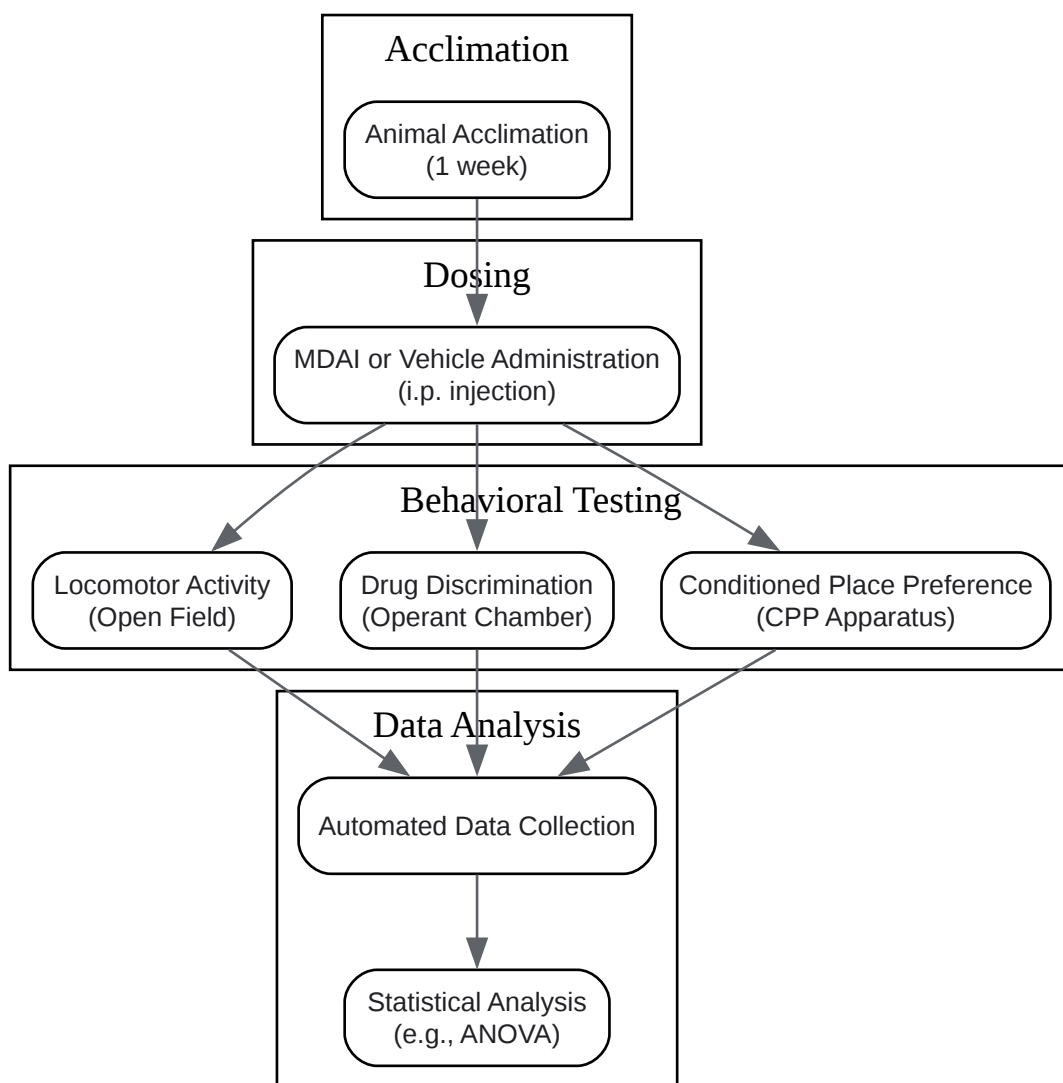 Acclimation
Animal Acclimation
(1 week)
Dosing
MDAI or Vehicle Administration
(i.p. injection)
Behavioral Testing
Locomotor Activity
(Open Field)
Drug Discrimination
(Operant Chamber)
Conditioned Place Preference
(CPP Apparatus)
Data Analysis
Automated Data Collection
Statistical Analysis
(e.g., ANOVA)